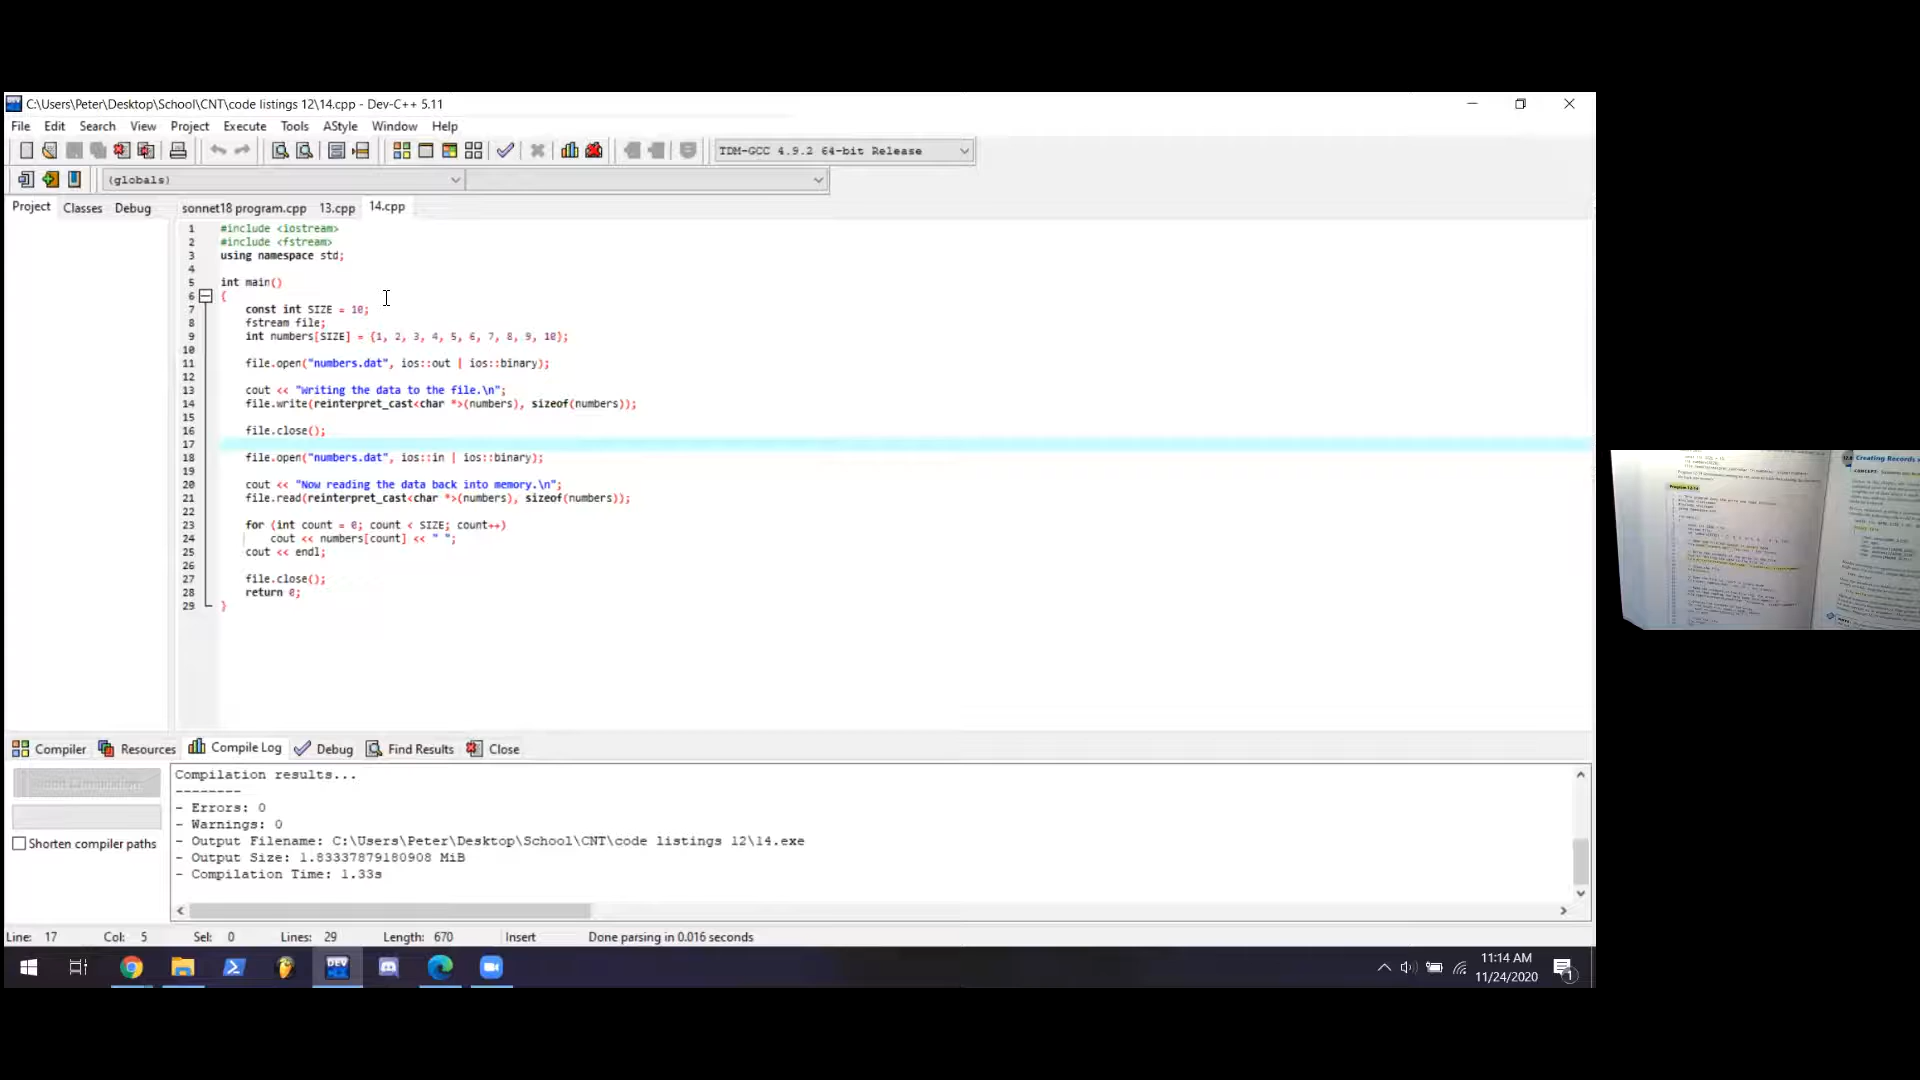 C:\Users\Peter\Desktop\School\CNT\code listings 12\14.cpp - Dev-C++ 5.11
File Edit Search View Project Execute Tools AStyle Window Help
TDM-GCC 4.9.2 64-bit Release
(globals)
Project Classes Debug sonnet18 program.cpp 13.cpp 14.cpp
1 #include <iostream>
2 #include <fstream>
3 using namespace std;
4
5 int main()
6 {
7 const int SIZE = 10;
8 fstream file;
9 int numbers[SIZE] = {1, 2, 3, 4, 5, 6, 7, 8, 9, 10};
10
11 file.open("numbers.dat", ios::out | ios::binary);
12
13 cout << "Writing the data to the file.\n";
14 file.write(reinterpret_cast<char *>(numbers), sizeof(numbers));
15
16 file.close();
17
18 file.open("numbers.dat", ios::in | ios::binary);
19
20 cout << "Now reading the data back into memory.\n";
21 file.read(reinterpret_cast<char *>(numbers), sizeof(numbers));
22
23 for (int count = 0; count < SIZE; count++)
24 cout << numbers[count] << " ";
25 cout << endl;
26
27 file.close();
28 return 0;
29 }
Creating Records
Program 12-14
Compiler Resources Compile Log Debug Find Results Close
Compilation results...
--------
- Errors: 0
- Warnings: 0
- Output Filename: C:\Users\Peter\Desktop\School\CNT\code listings 12\14.exe
- Output Size: 1.83337879180908 MiB
- Compilation Time: 1.33s
Shorten compiler paths
Line: 17 Col: 5 Sel: 0 Lines: 29 Length: 670 Insert Done parsing in 0.016 seconds
DEV
11:14 AM
11/24/2020
1